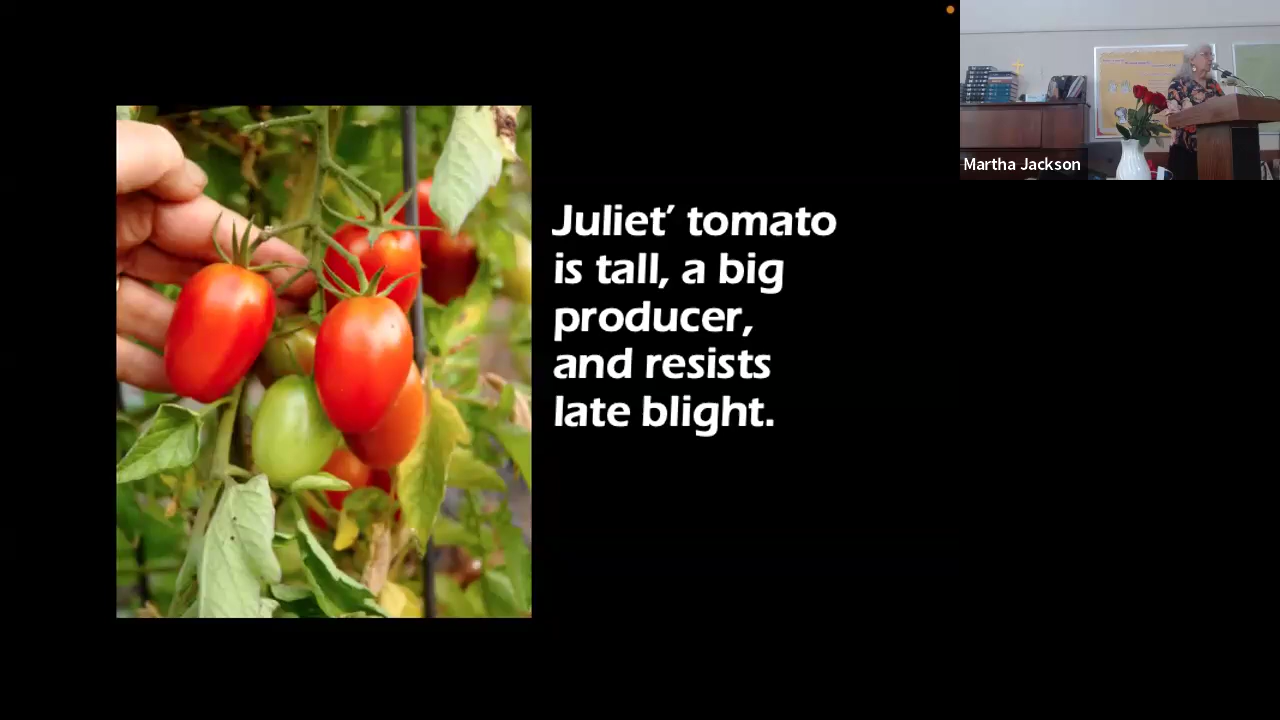 Juliet’ tomato
is tall, a big
producer,
and resists
late blight.
Martha Jackson